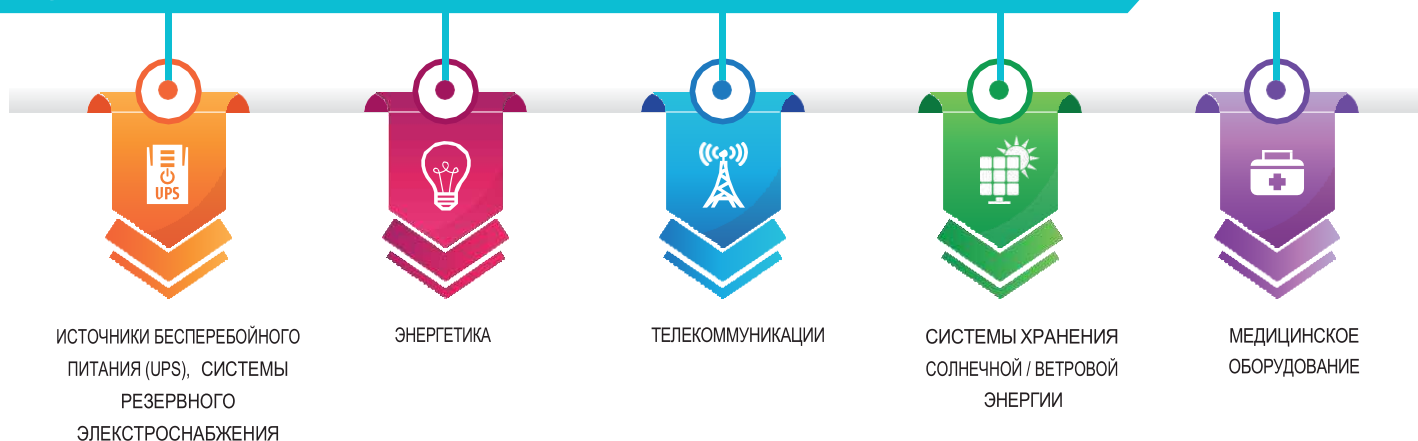 UPS
ИСТОЧНИКИ БЕСПЕРЕБОЙНОГО
ПИТАНИЯ (UPS), СИСТЕМЫ
РЕЗЕРВНОГО
ЭЛЕКСТРОСНАБЖЕНИЯ
ЭНЕРГЕТИКА
ТЕЛЕКОММУНИКАЦИИ
СИСТЕМЫ ХРАНЕНИЯ
СОЛНЕЧНОЙ / ВЕТРОВОЙ
ЭНЕРГИИ
МЕДИЦИНСКОЕ
ОБОРУДОВАНИЕ